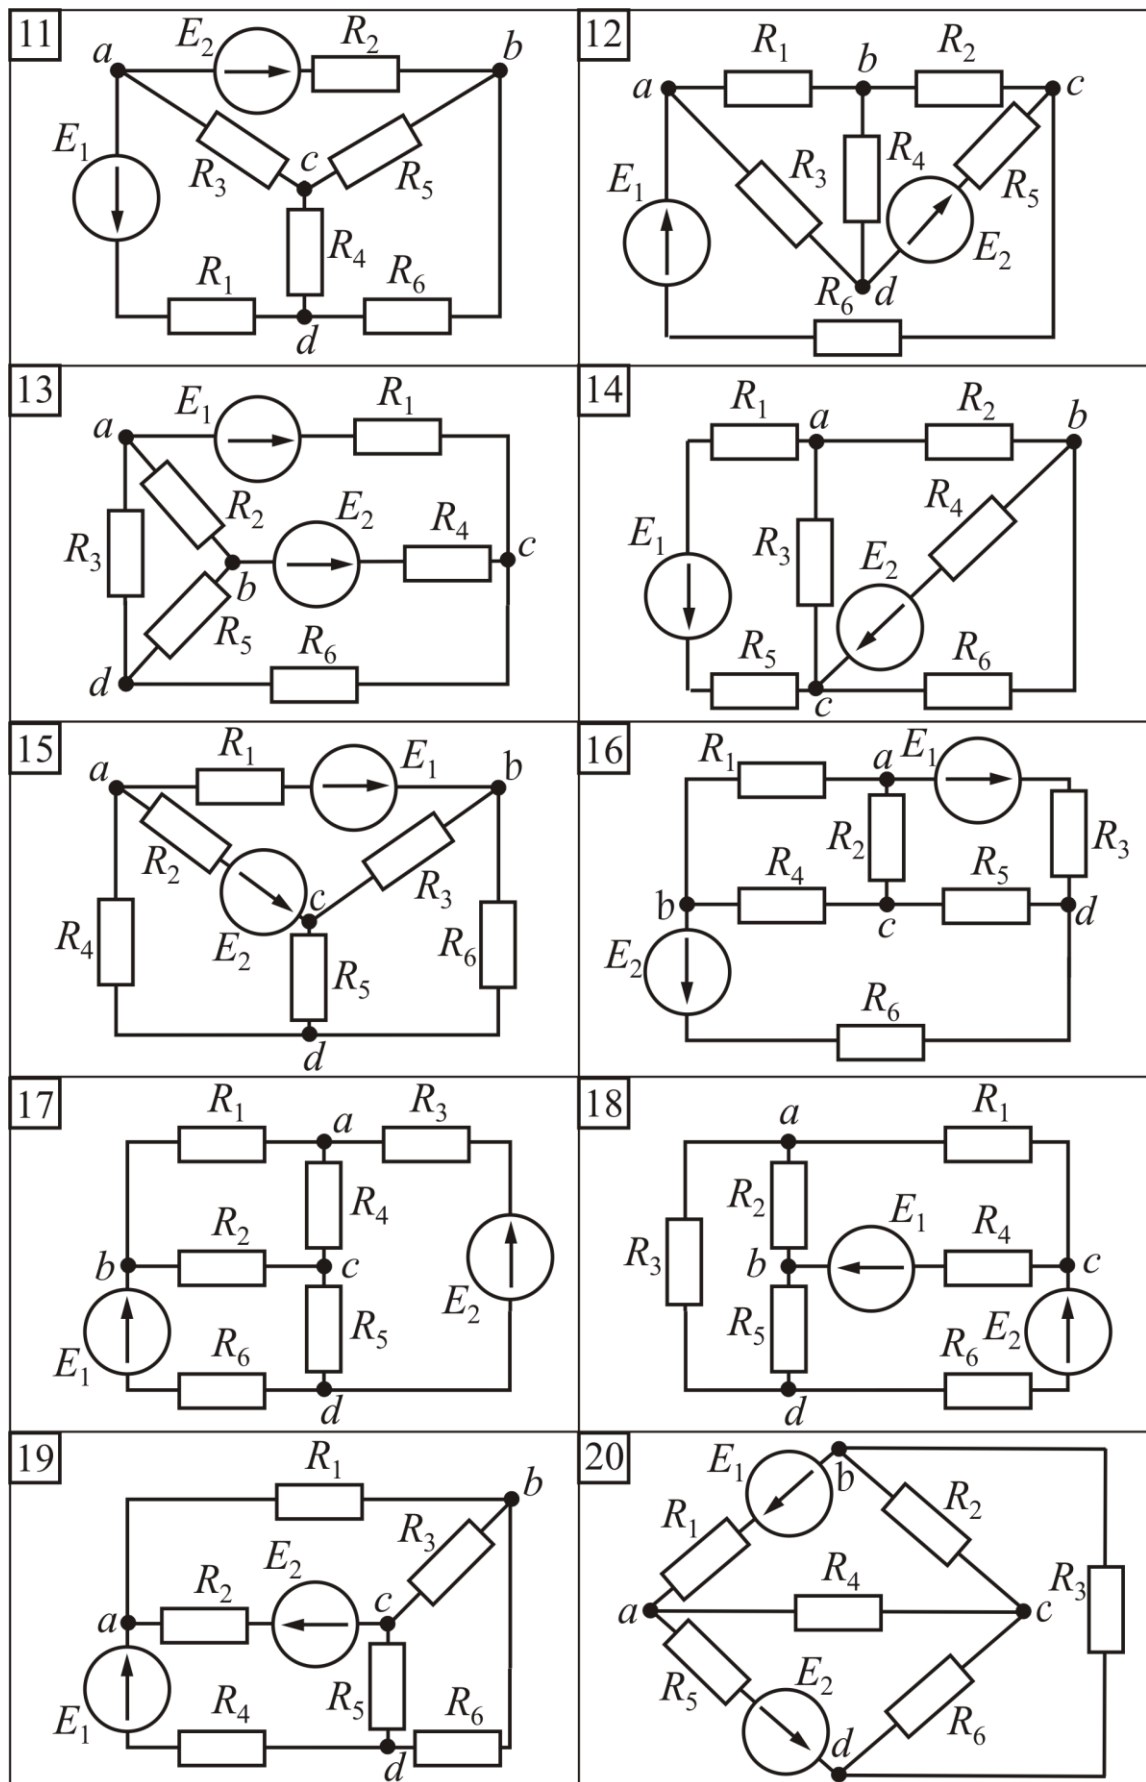 11
a E₂ R₂ b
E₁ R₃ c R₅
R₄
R₁ R₆
d
12
R₁ b R₂
a c
R₃ R₄ R₅
E₁ E₂
R₆ d
13
E₁ R₁
a
R₂ E₂ R₄
R₃ c
b
R₅ R₆
d
14
R₁ a R₂ b
R₄
E₁ R₃ E₂
R₅ R₆
c
15
R₁ E₁ b
a
R₂ R₃
c
R₄ E₂ R₅ R₆
d
16
R₁ a E₁
R₂ R₃
R₄ R₅
b c d
E₂
R₆
17
R₁ a R₃
R₄
R₂
b c
E₂
R₅
E₁ R₆
d
18
a R₁
R₂ E₁ R₄
R₃ b c
R₅ R₆ E₂
d
19
R₁ b
R₃
R₂ E₂ c
a
R₄ R₅ R₆
E₁
d
20
E₁ b
R₁ R₂
R₄ R₃
a c
R₅ E₂
d R₆